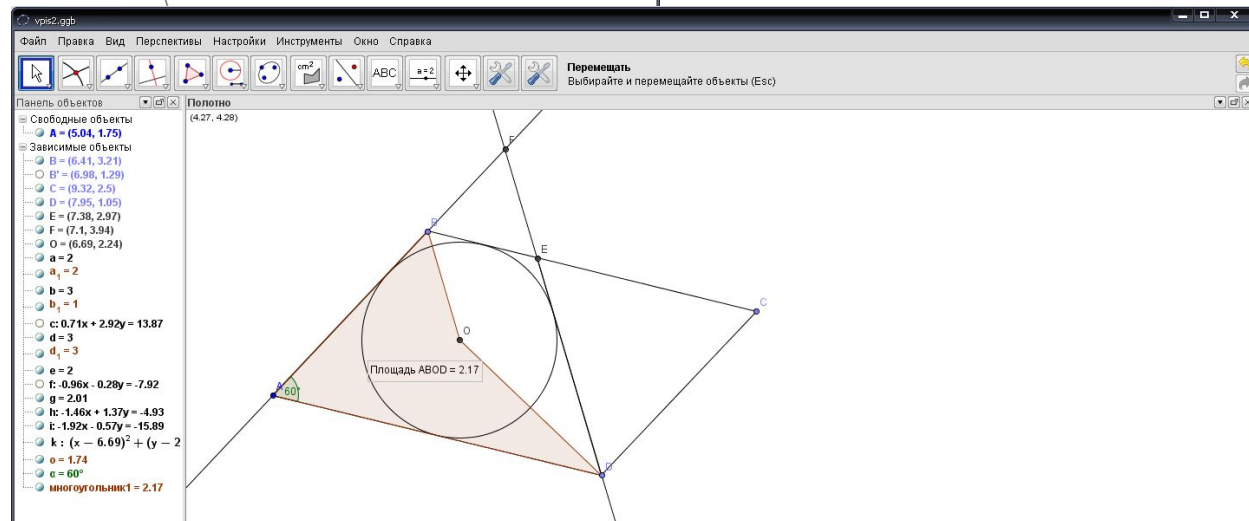 vpis2.ggb
Файл Правка Вид Перспективы Настройки Инструменты Окно Справка
cm²
ABC
a=2
Перемещать
Выбирайте и перемещайте объекты (Esc)
Панель объектов
Полотно
Свободные объекты
A = (5.04, 1.75)
Зависимые объекты
B = (6.41, 3.21)
B' = (6.98, 1.29)
C = (9.32, 2.5)
D = (7.95, 1.05)
E = (7.38, 2.97)
F = (7.1, 3.94)
O = (6.69, 2.24)
a = 2
a₁ = 2
b = 3
b₁ = 1
c: 0.71x + 2.92y = 13.87
d = 3
d₁ = 3
e = 2
f: -0.96x - 0.28y = -7.92
g = 2.01
h: -1.46x + 1.37y = -4.93
i: -1.92x - 0.57y = -15.89
k : (x − 6.69)² + (y − 2
o = 1.74
α = 60°
многоугольник1 = 2.17
(4.27, 4.28)
F
B
E
C
O
Площадь ABOD = 2.17
A
60°
D